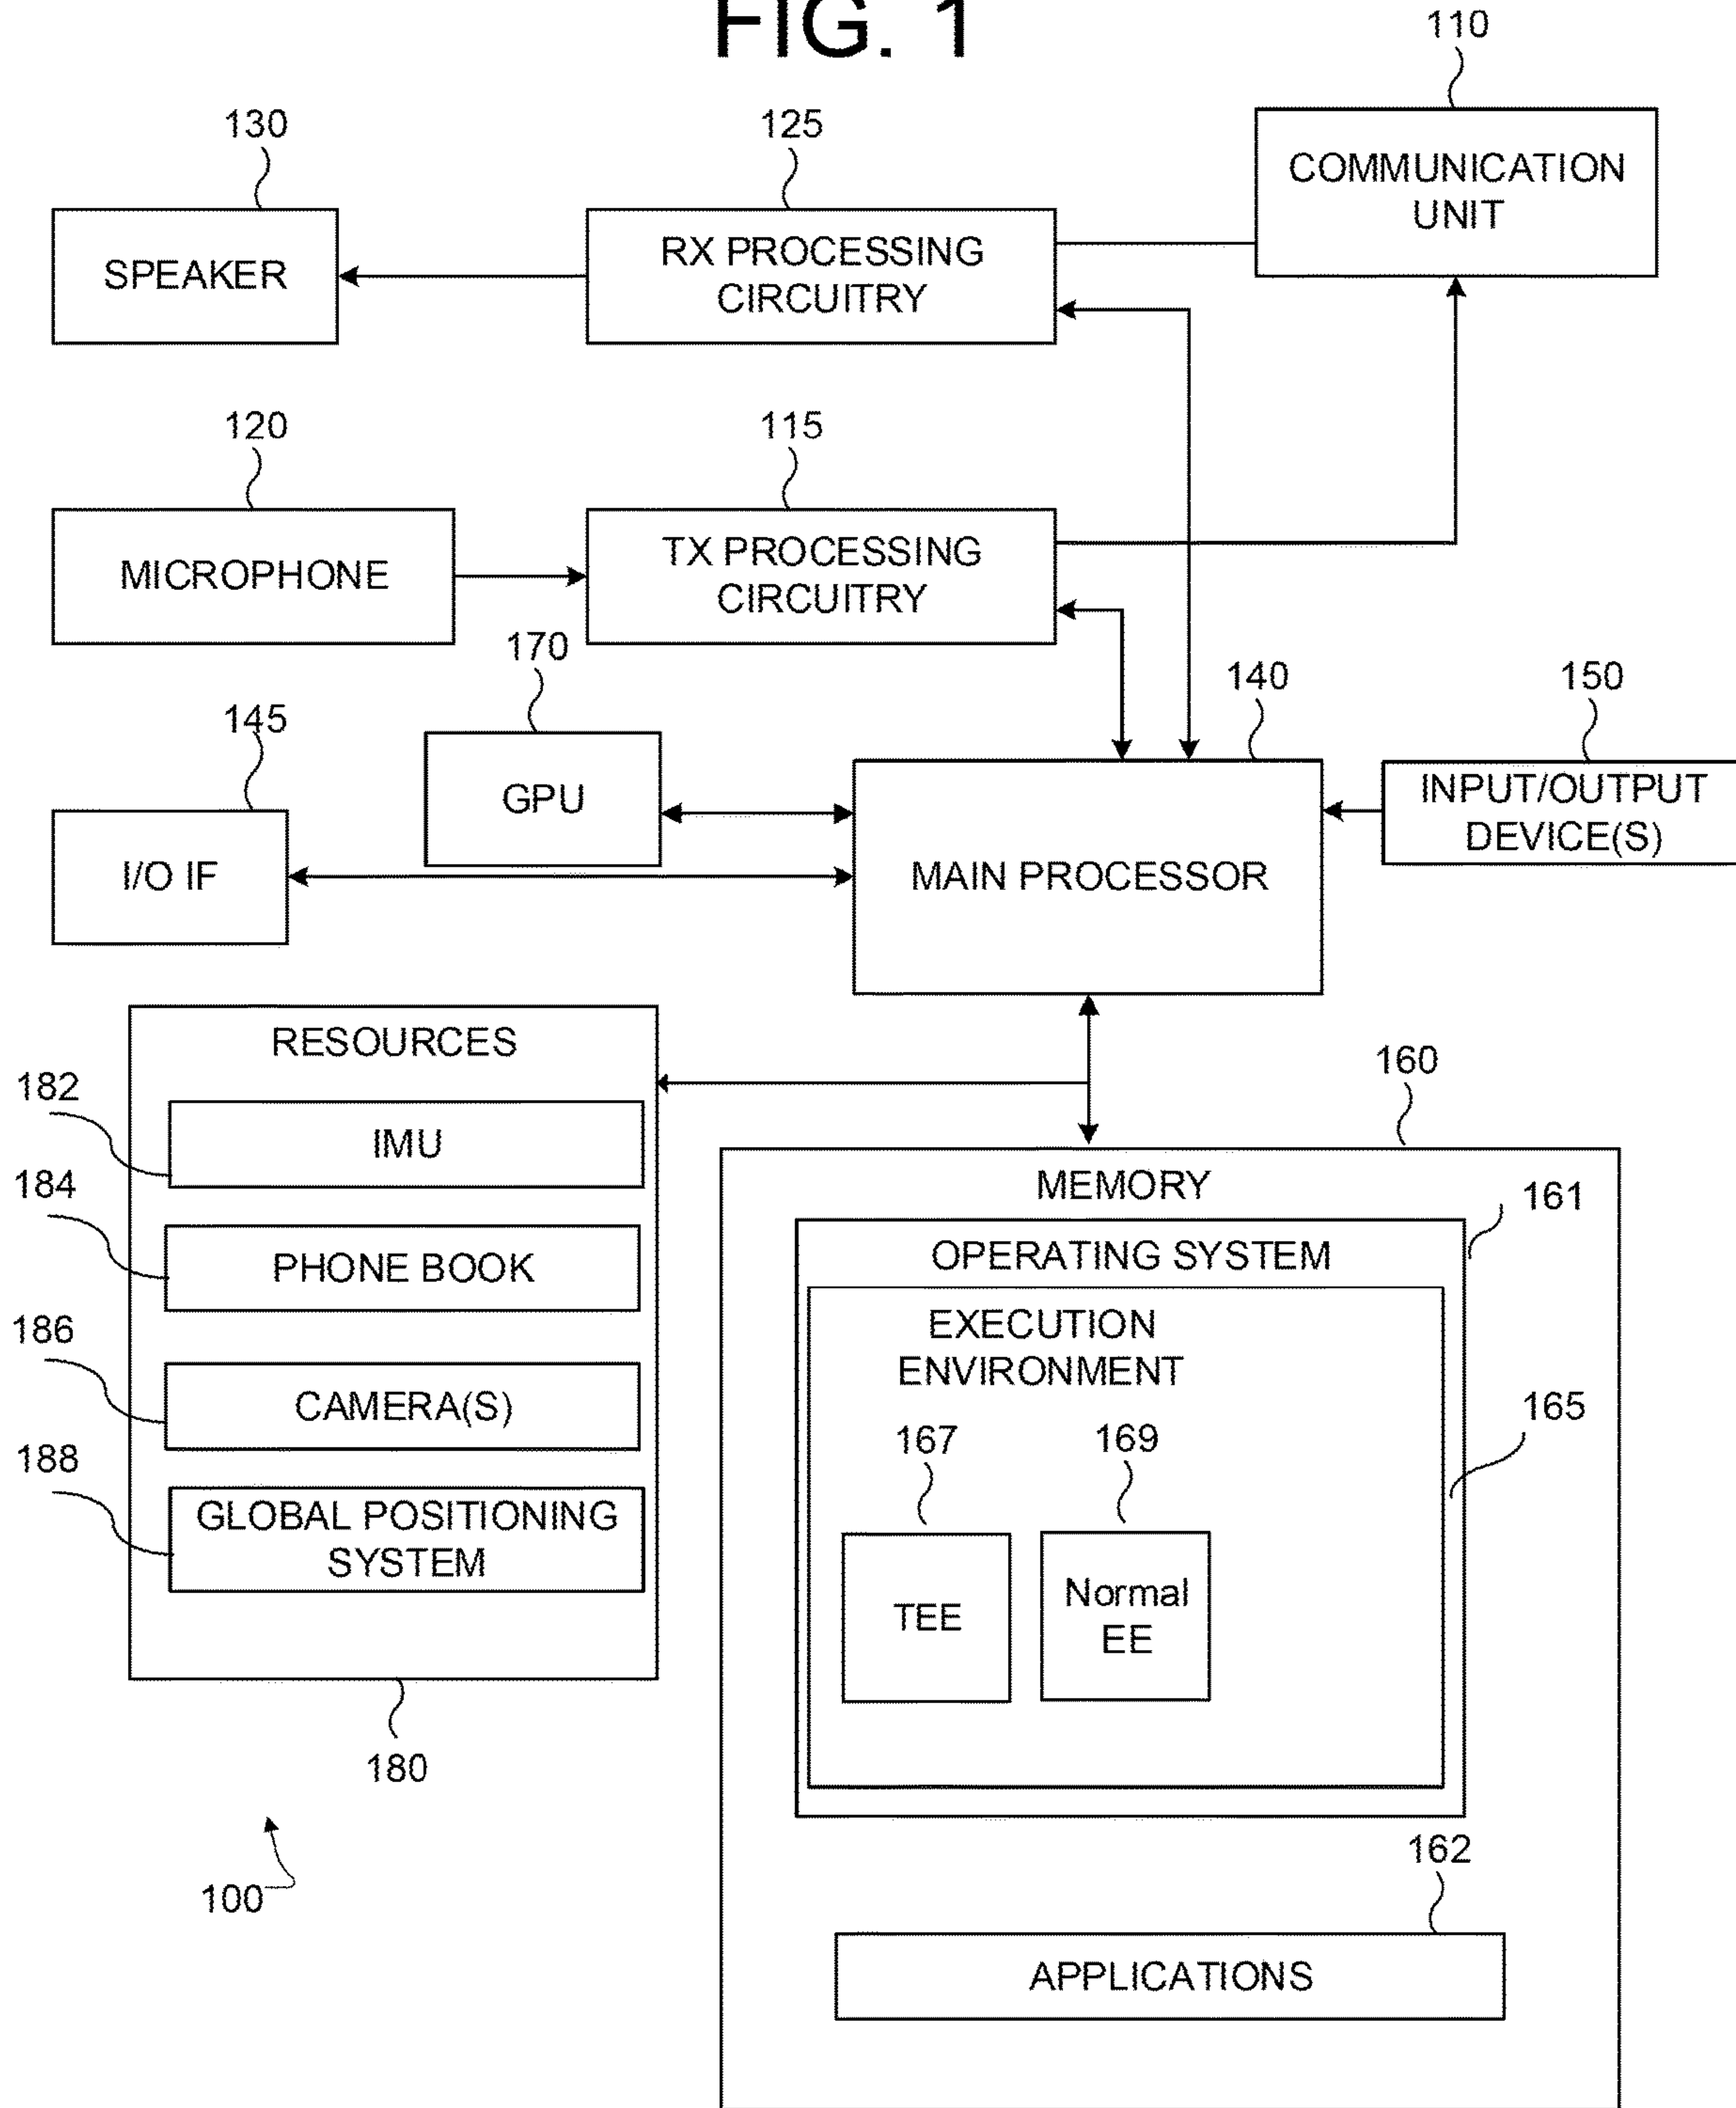 FIG. 1
110
130
125
COMMUNICATION
UNIT
SPEAKER
RX PROCESSING
CIRCUITRY
120
115
MICROPHONE
TX PROCESSING
CIRCUITRY
170
140
150
145
GPU
INPUT/OUTPUT
DEVICE(S)
I/O IF
MAIN PROCESSOR
RESOURCES
160
182
IMU
MEMORY
161
184
PHONE BOOK
OPERATING SYSTEM
186
EXECUTION
ENVIRONMENT
CAMERA(S)
165
188
167
169
GLOBAL POSITIONING
SYSTEM
TEE
Normal
EE
180
162
100
APPLICATIONS